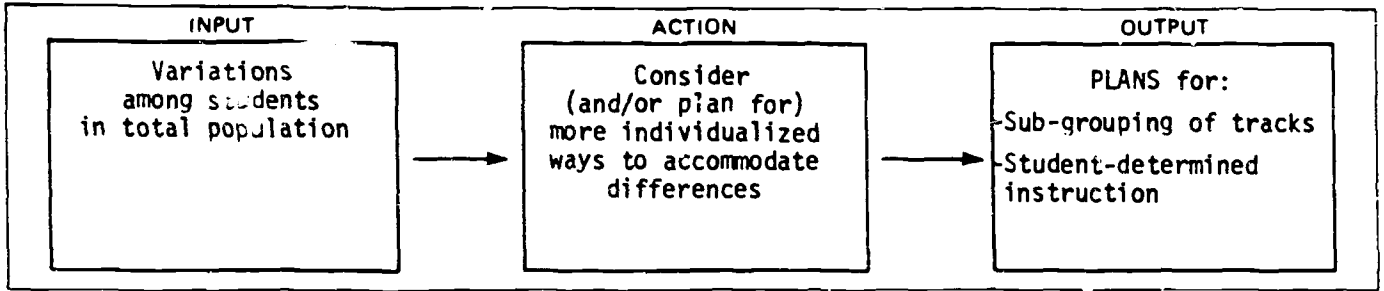 INPUT
Variations
among students
in total population
ACTION
Consider
(and/or plan for)
more individualized
ways to accommodate
differences
OUTPUT
PLANS for:
-Sub-grouping of tracks
-Student-determined
instruction